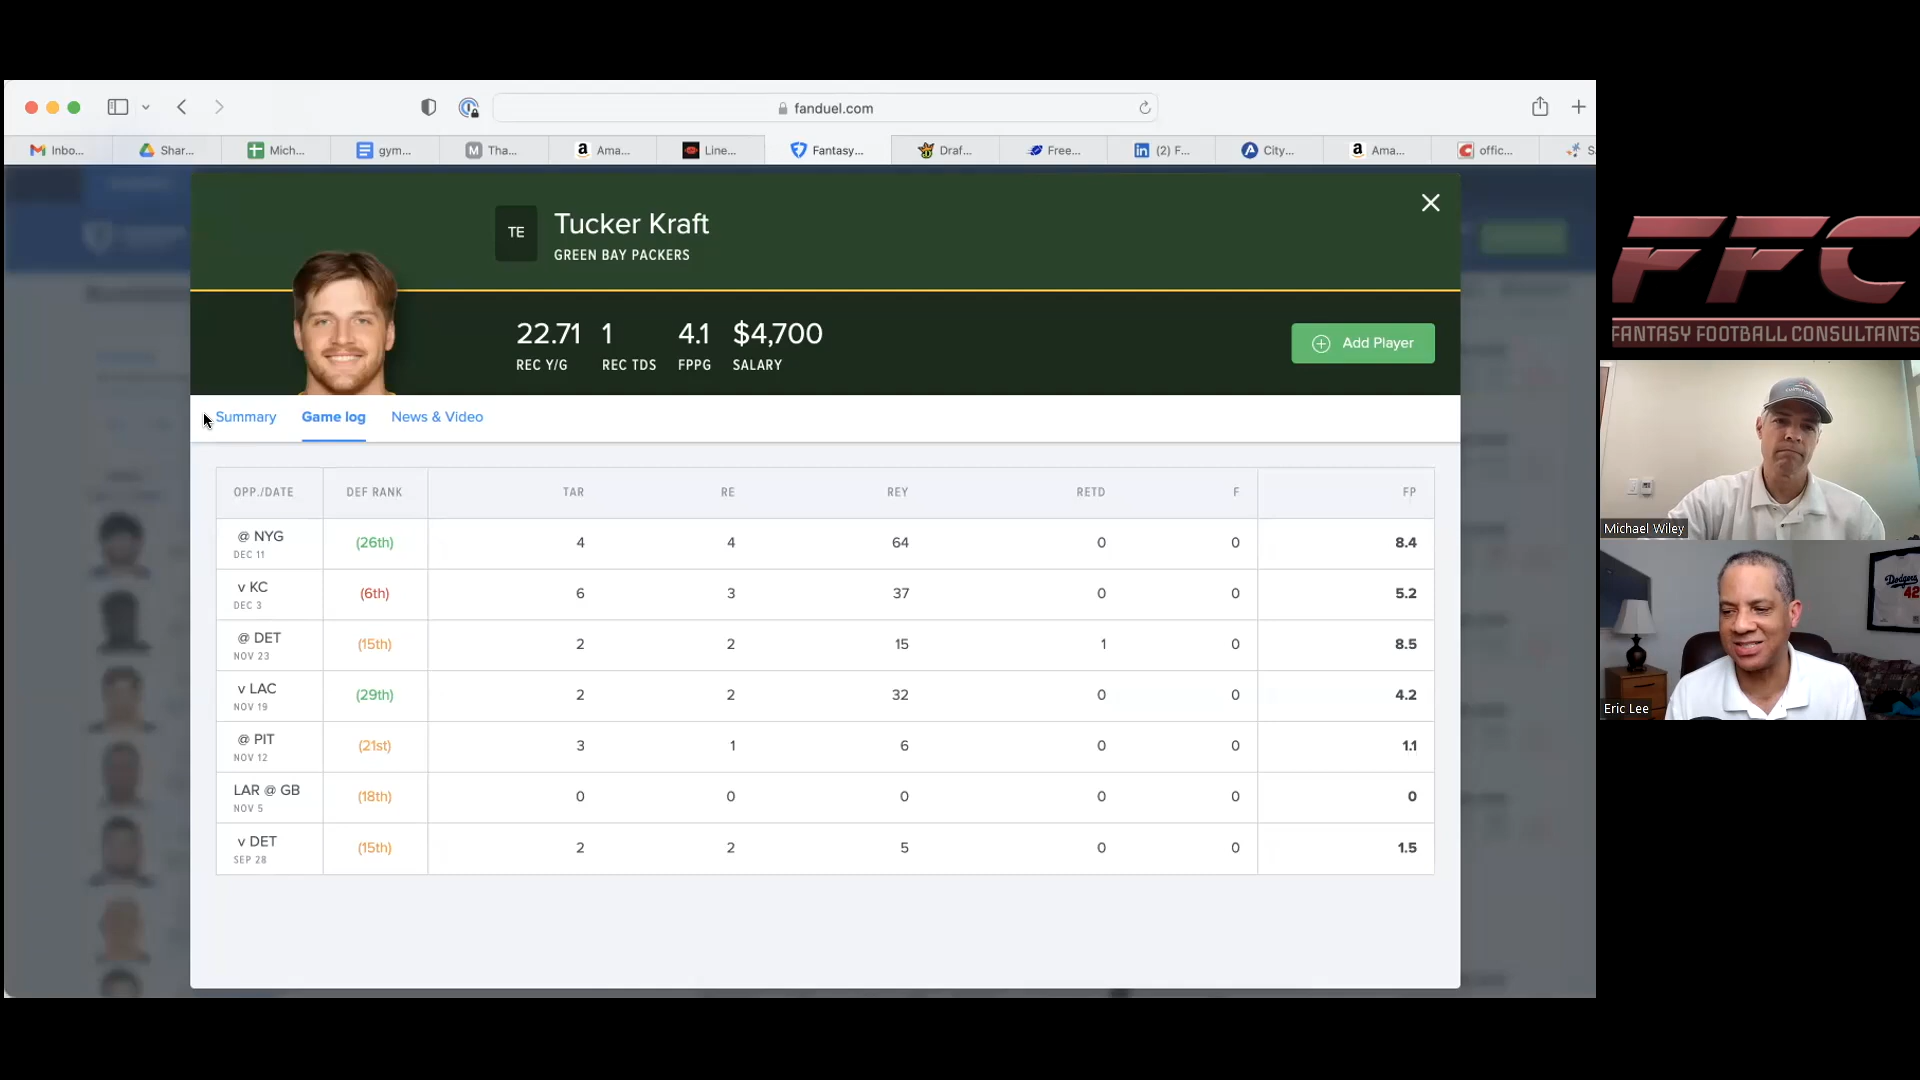 fanduel.com
Inbo... Shar... Mich... gym... Tha... Ama... Line... Fantasy... Draf... Free... (2) F... City... Ama... offic... S
TE
Tucker Kraft
GREEN BAY PACKERS
22.71 1 4.1 $4,700
REC Y/G REC TDS FPPG SALARY
Add Player
Summary Game log News & Video
OPP./DATE DEF RANK TAR RE REY RETD F FP
@ NYG (26th) 4 4 64 0 0 8.4
DEC 11
v KC (6th) 6 3 37 0 0 5.2
DEC 3
@ DET (15th) 2 2 15 1 0 8.5
NOV 23
v LAC (29th) 2 2 32 0 0 4.2
NOV 19
@ PIT (21st) 3 1 6 0 0 1.1
NOV 12
LAR @ GB (18th) 0 0 0 0 0 0
NOV 5
v DET (15th) 2 2 5 0 0 1.5
SEP 28
FFC
FANTASY FOOTBALL CONSULTANTS
Michael Wiley
Dodgers
42
Eric Lee